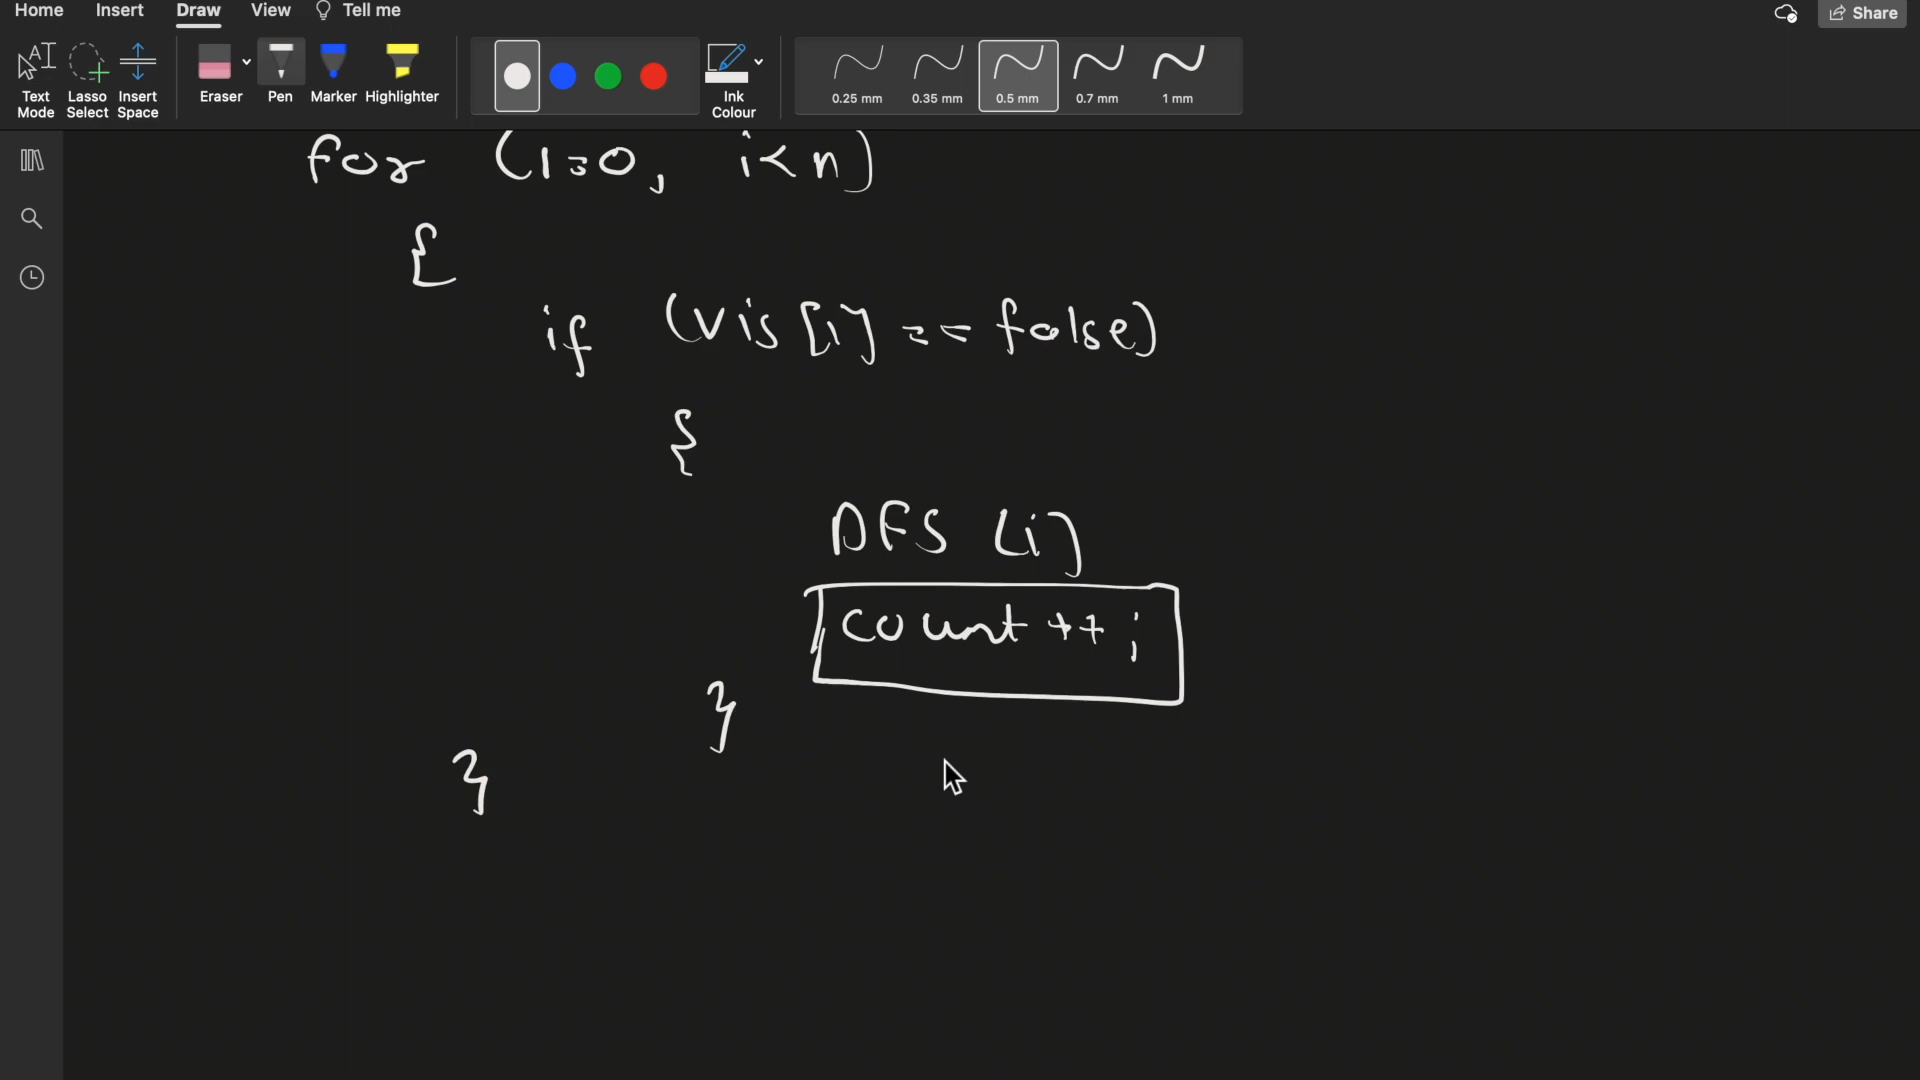 Home Insert Draw View Tell me Share
Text Mode Lasso Select Insert Space Eraser Pen Marker Highlighter Ink Colour 0.25 mm 0.35 mm 0.5 mm 0.7 mm 1 mm
for (i=0, i<n)
{
if (vis[i] == false)
{
DFS (i)
count++;
}
}